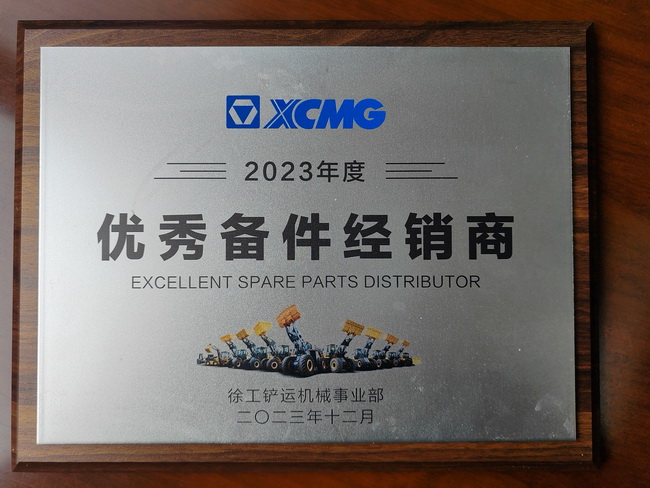 XCMG
2023年度
优秀备件经销商
EXCELLENT SPARE PARTS DISTRIBUTOR
徐工铲运机械事业部
二〇二三年十二月